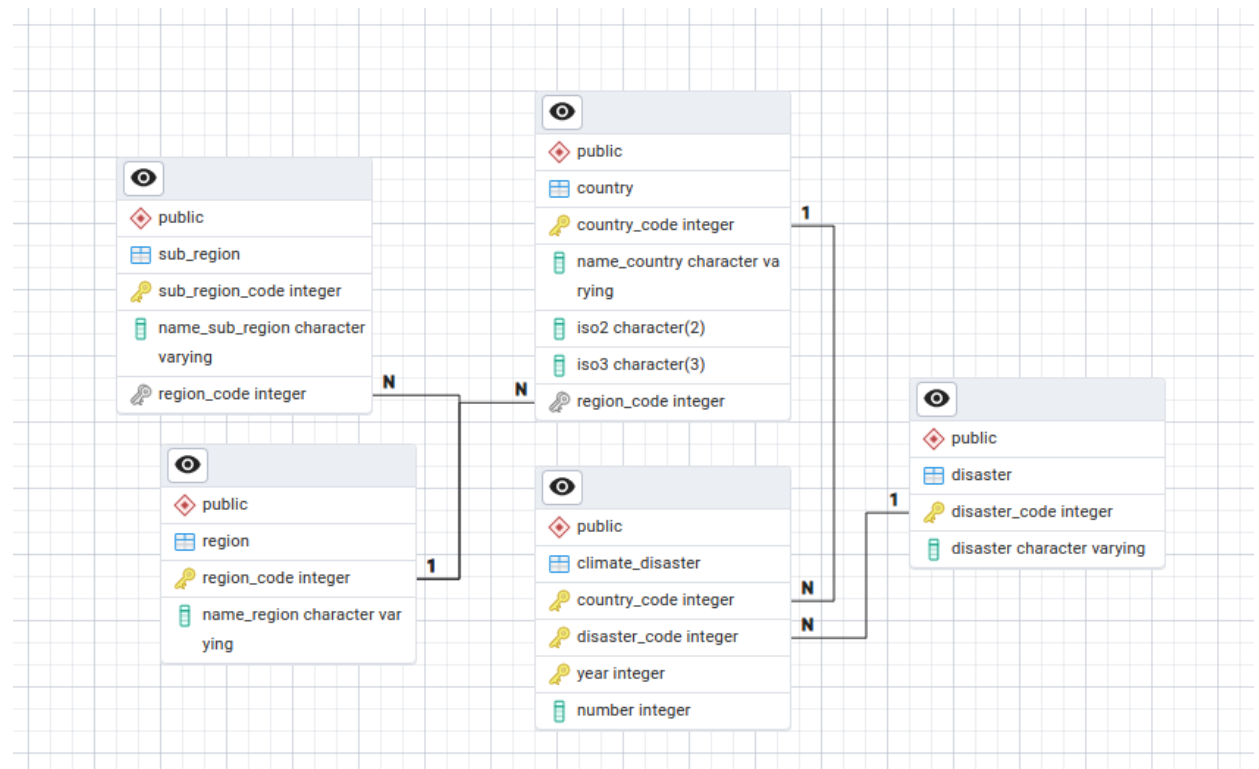 public
sub_region
sub_region_code integer
name_sub_region character
varying
region_code integer
N
public
region
region_code integer
name_region character var
ying
1
public
country
country_code integer
name_country character va
rying
iso2 character(2)
iso3 character(3)
region_code integer
1
N
public
climate_disaster
country_code integer
disaster_code integer
year integer
number integer
N
N
public
disaster
disaster_code integer
disaster character varying
1